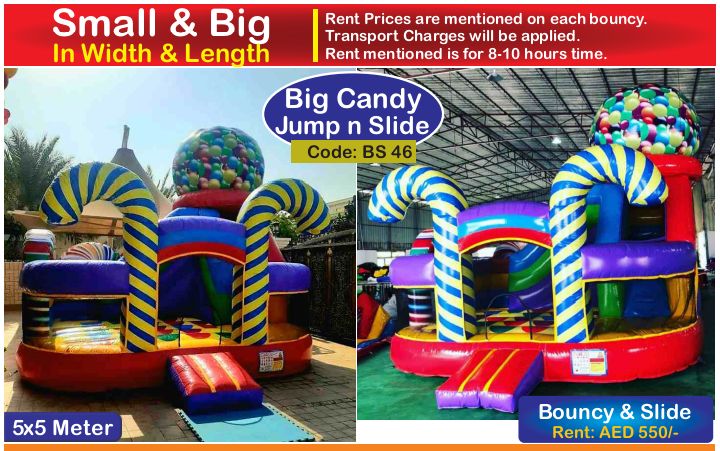 Small & Big
In Width & Length
Rent Prices are mentioned on each bouncy.
Transport Charges will be applied.
Rent mentioned is for 8-10 hours time.
Big Candy
Jump n Slide
Code: BS 46
5x5 Meter
Bouncy & Slide
Rent: AED 550/-